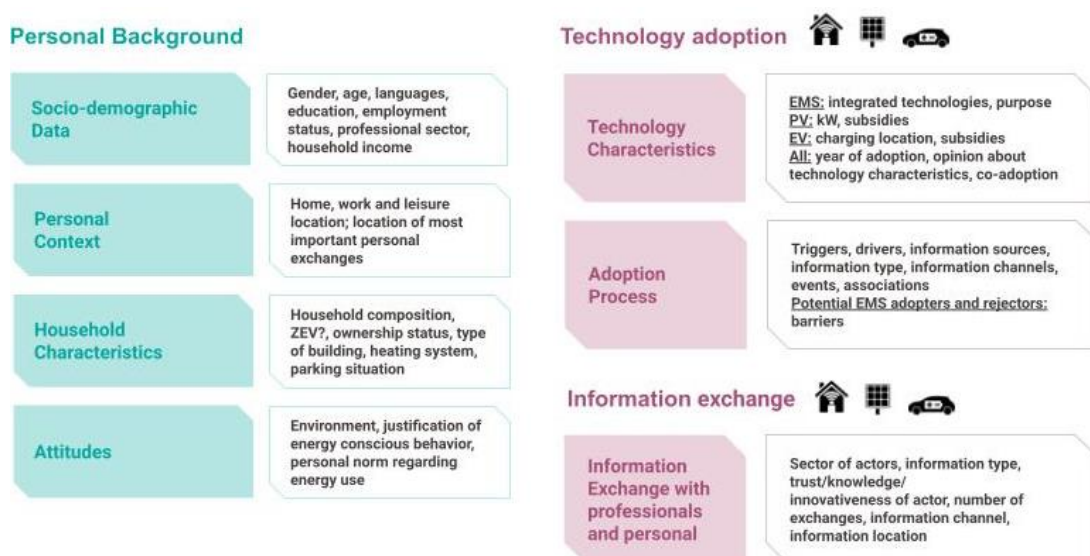 Personal Background
Socio-demographic
Data
Gender, age, languages,
education, employment
status, professional sector,
household income
Personal
Context
Home, work and leisure
location; location of most
important personal
exchanges
Household
Characteristics
Household composition,
ZEV?, ownership status, type
of building, heating system,
parking situation
Attitudes
Environment, justification of
energy conscious behavior,
personal norm regarding
energy use
Technology adoption
Technology
Characteristics
EMS: integrated technologies, purpose
PV: kW, subsidies
EV: charging location, subsidies
All: year of adoption, opinion about
technology characteristics, co-adoption
Adoption
Process
Triggers, drivers, information sources,
information type, information channels,
events, associations
Potential EMS adopters and rejectors:
barriers
Information exchange
Information
Exchange with
professionals
and personal
Sector of actors, information type,
trust/knowledge/
innovativeness of actor, number of
exchanges, information channel,
information location